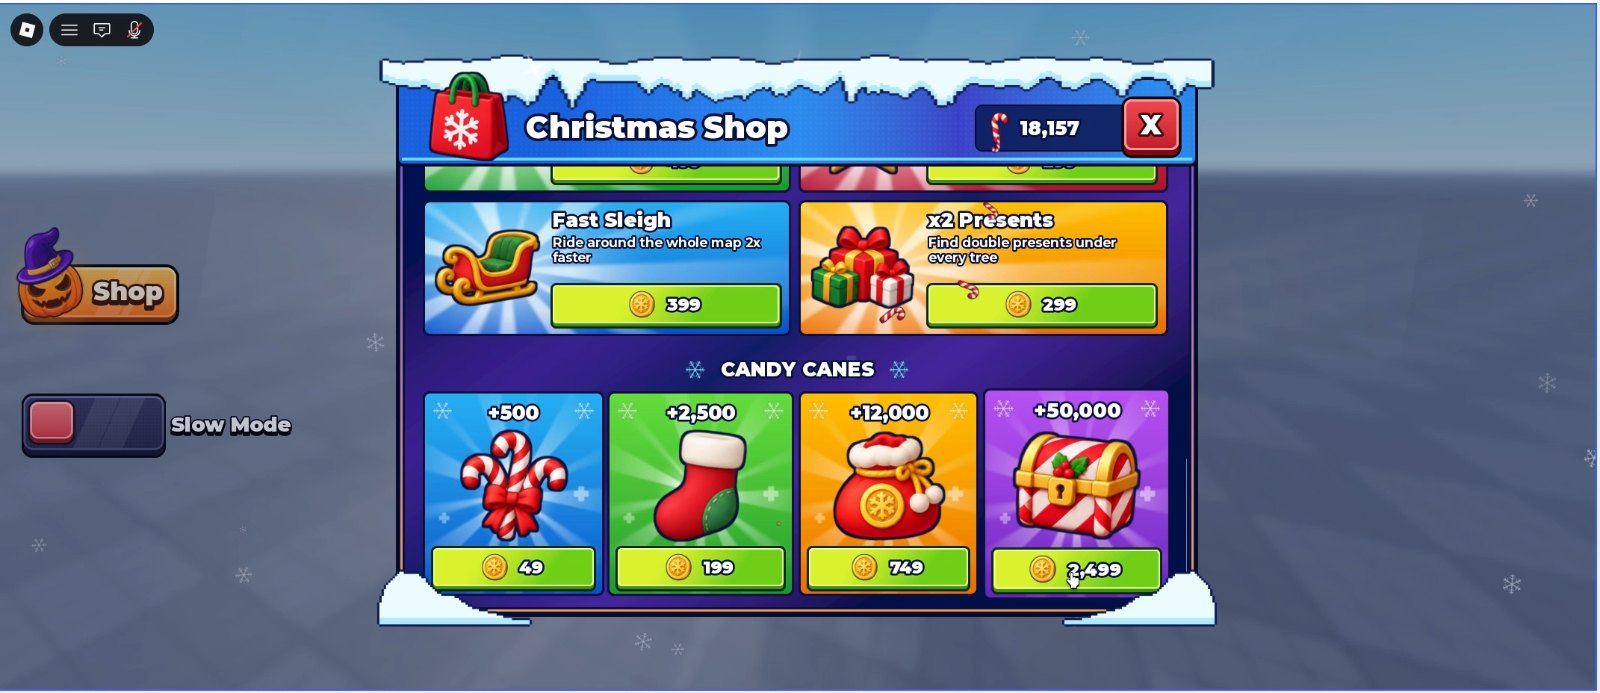 Christmas Shop
18,157
X
Fast Sleigh
Ride around the whole map 2x
faster
399
x2 Presents
Find double presents under
every tree
299
Shop
Slow Mode
CANDY CANES
+500
+2,500
+12,000
+50,000
49
199
749
2,499